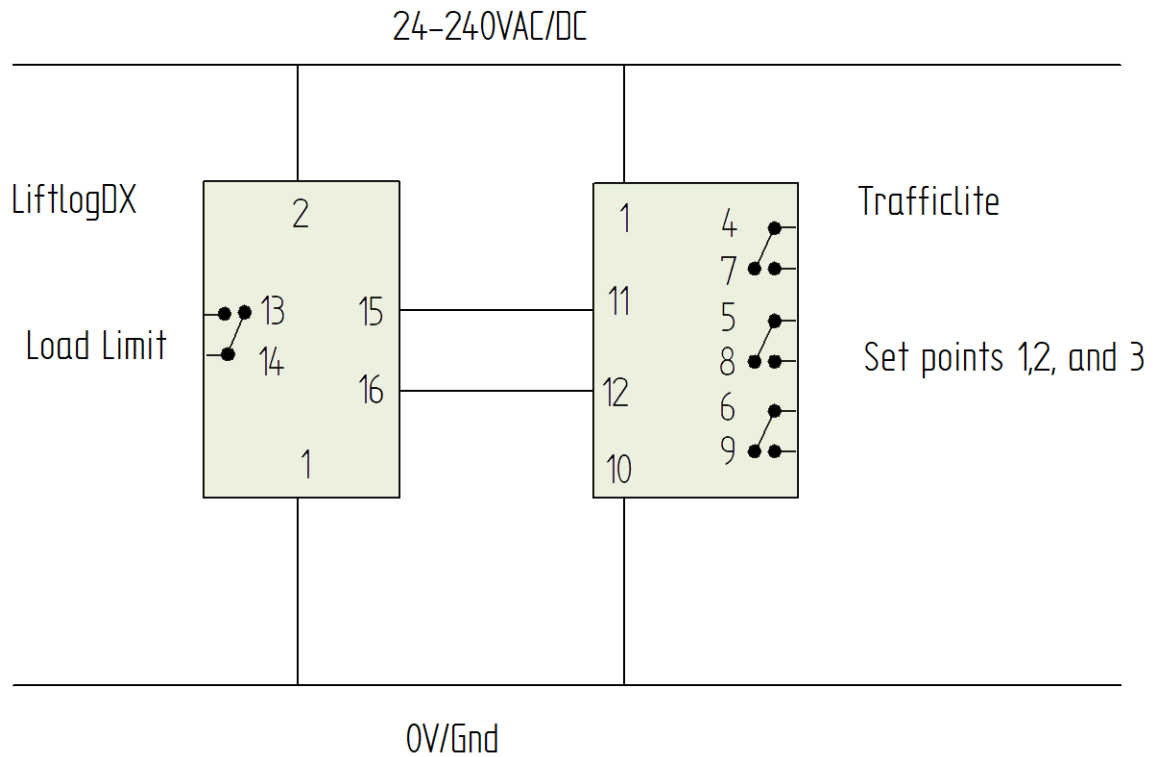 24-240VAC/DC
LiftlogDX
Trafficlite
2
1
4
7
13
15
11
5
Load Limit
14
8
Set points 1,2, and 3
16
12
6
9
1
10
0V/Gnd